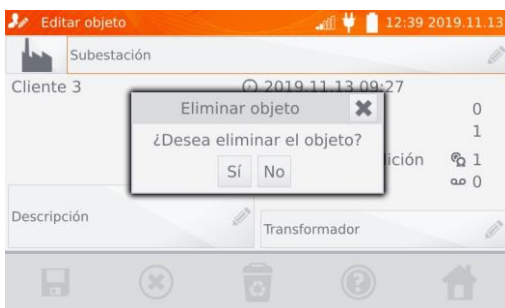 Editar objeto 12:39 2019.11.13
Subestación
Cliente 3 2019.11.13 09:27
Eliminar objeto
0
¿Desea eliminar el objeto?
1
ición 1
Sí No
0
Descripción
Transformador